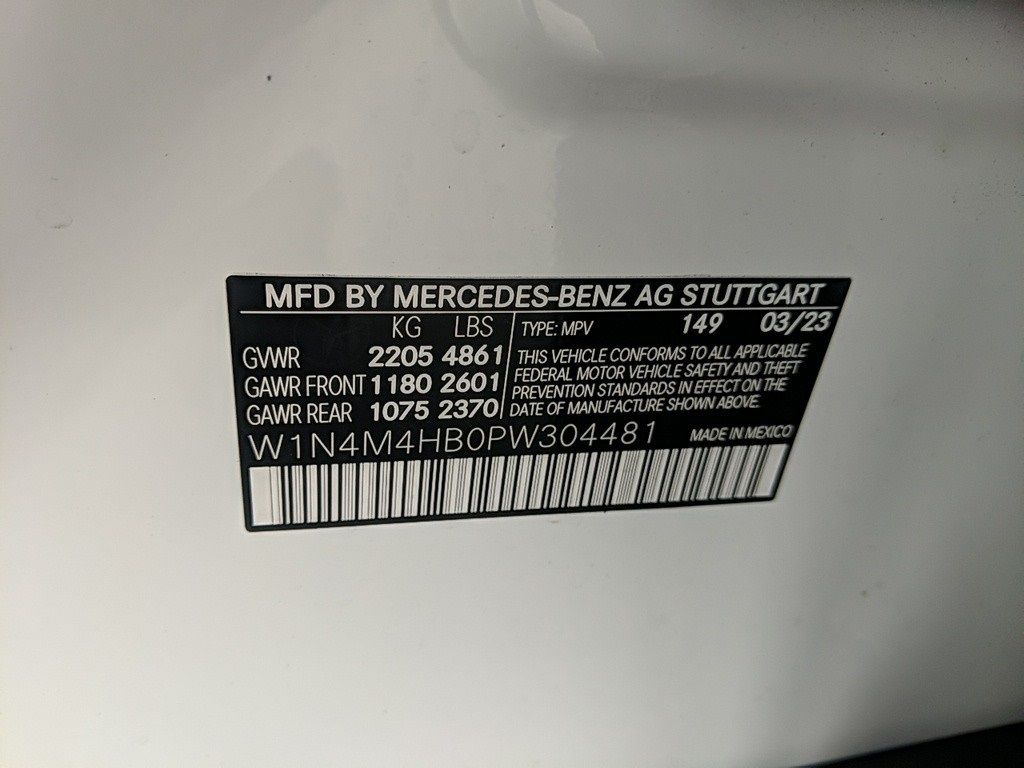 MFD BY MERCEDES-BENZ AG STUTTGART
KG LBS
GVWR 2205 4861
GAWR FRONT 1180 2601
GAWR REAR 1075 2370
TYPE: MPV 149 03/23
THIS VEHICLE CONFORMS TO ALL APPLICABLE
FEDERAL MOTOR VEHICLE SAFETY AND THEFT
PREVENTION STANDARDS IN EFFECT ON THE
DATE OF MANUFACTURE SHOWN ABOVE.
W1N4M4HB0PW304481 MADE IN MEXICO